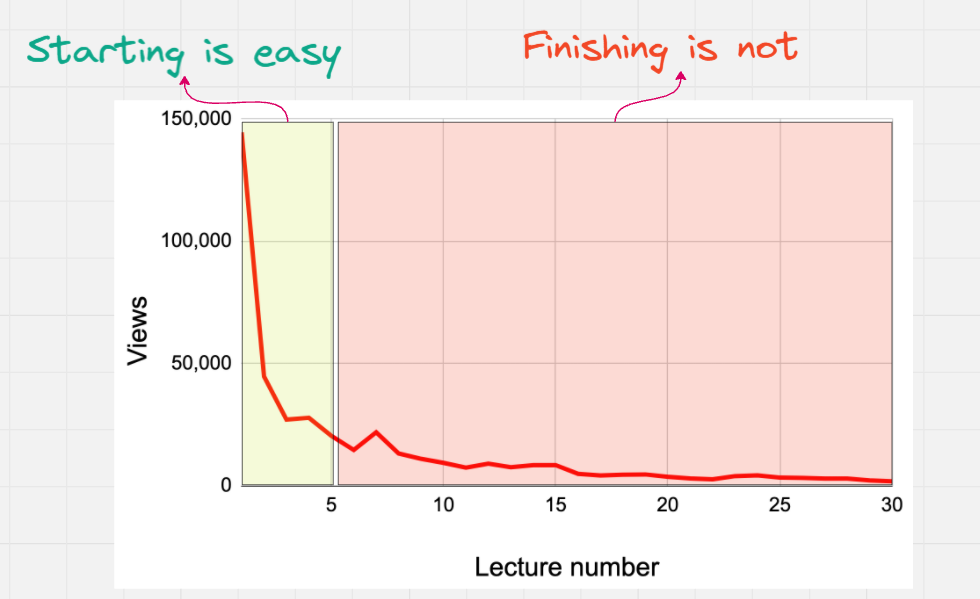 Starting is easy
Finishing is not
150,000
100,000
50,000
0
Views
5 10 15 20 25 30
Lecture number